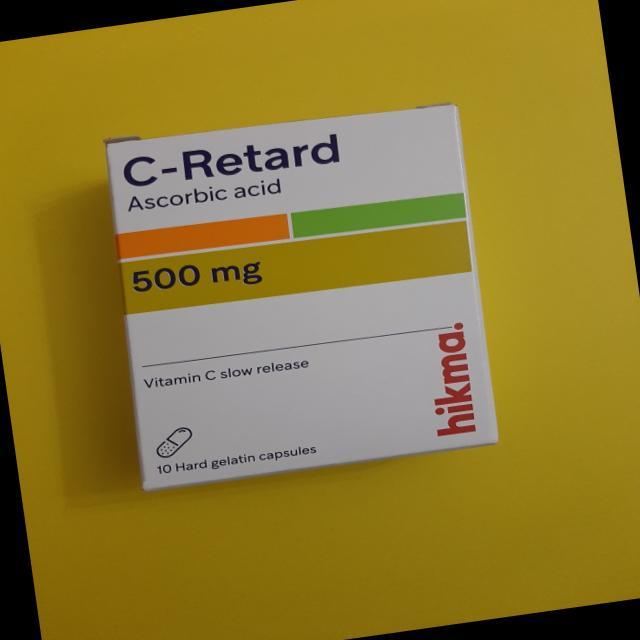 C-Retard
Ascorbic acid
500 mg
Vitamin C slow release
10 Hard gelatin capsules
hikma.